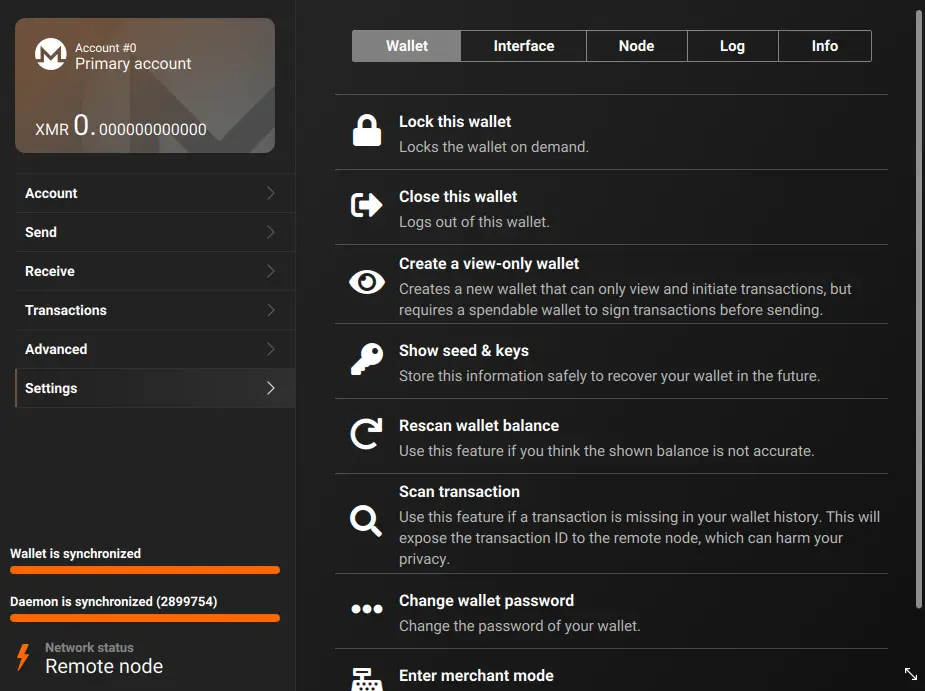 Account #0
Primary account
XMR 0.000000000000
Account
Send
Receive
Transactions
Advanced
Settings
Wallet is synchronized
Daemon is synchronized (2899754)
Network status
Remote node
Wallet
Interface
Node
Log
Info
Lock this wallet
Locks the wallet on demand.
Close this wallet
Logs out of this wallet.
Create a view-only wallet
Creates a new wallet that can only view and initiate transactions, but
requires a spendable wallet to sign transactions before sending.
Show seed & keys
Store this information safely to recover your wallet in the future.
Rescan wallet balance
Use this feature if you think the shown balance is not accurate.
Scan transaction
Use this feature if a transaction is missing in your wallet history. This will
expose the transaction ID to the remote node, which can harm your
privacy.
Change wallet password
Change the password of your wallet.
Enter merchant mode